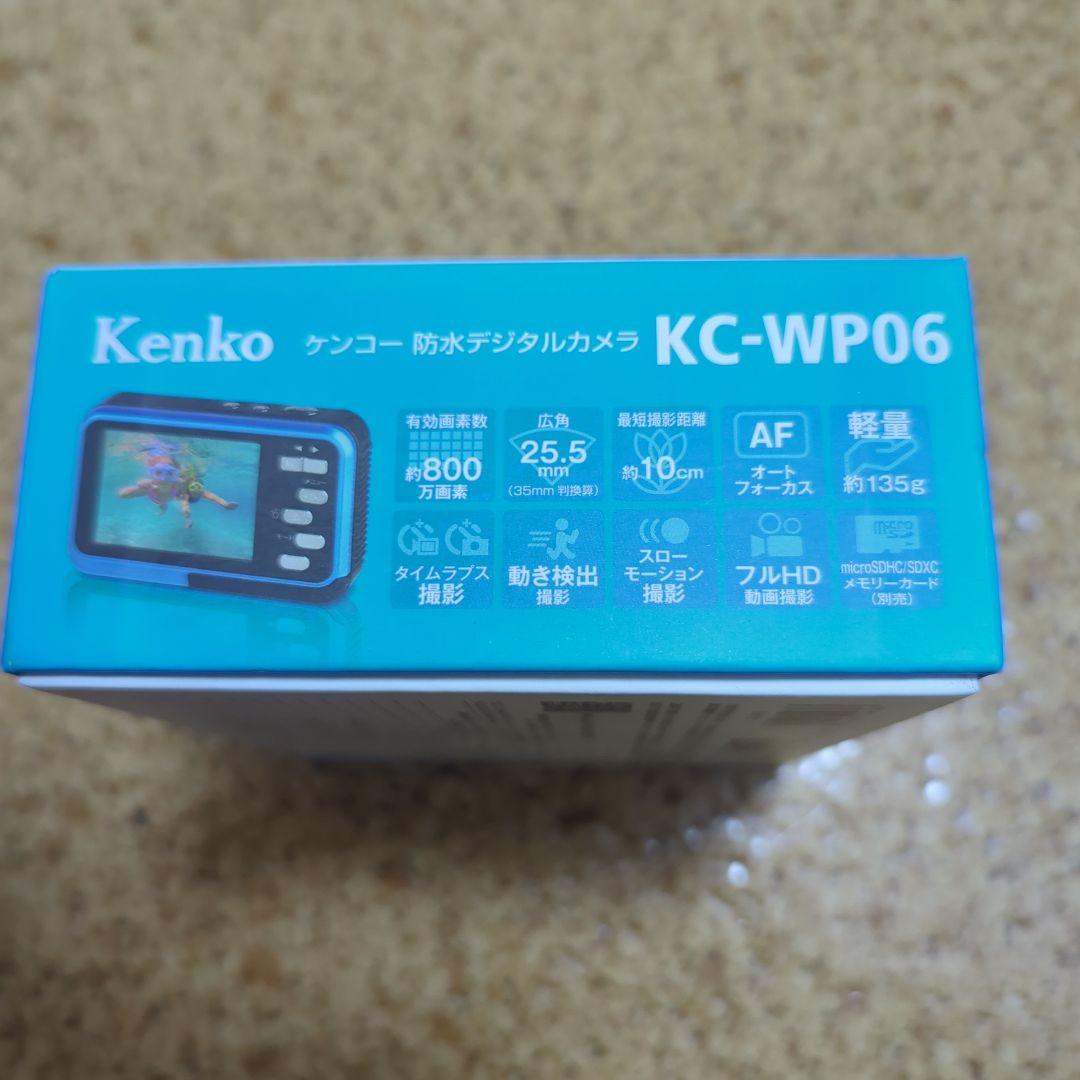 Kenko ケンコー 防水デジタルカメラ KC-WP06
有効画素数
約800
万画素
広角
25.5
mm
(35mm 判換算)
最短撮影距離
約10cm
AF
オート
フォーカス
軽量
約135g
タイムラプス
撮影
動き検出
撮影
スロー
モーション
撮影
フルHD
動画撮影
micro
SD
microSDHC/SDXC
メモリーカード
(別売)